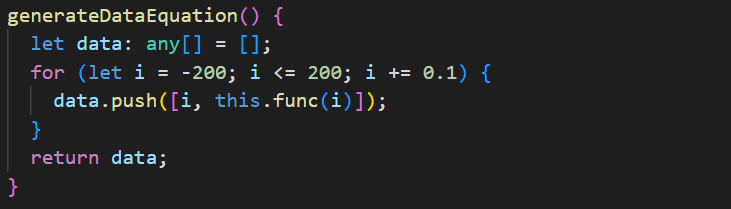 generateDataEquation() {
  let data: any[] = [];
  for (let i = -200; i <= 200; i += 0.1) {
    data.push([i, this.func(i)]);
  }
  return data;
}